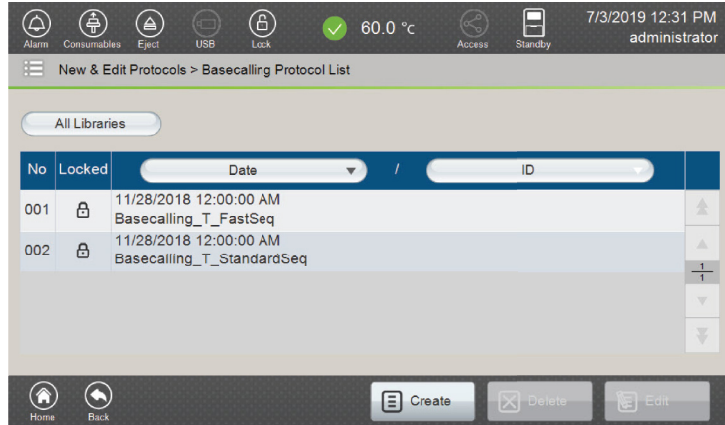 Alarm Consumables Eject USB Lock 60.0 °c Access Standby 7/3/2019 12:31 PM
administrator
New & Edit Protocols > Basecalling Protocol List
All Libraries
No Locked Date / ID
001 11/28/2018 12:00:00 AM
Basecalling_T_FastSeq
002 11/28/2018 12:00:00 AM
Basecalling_T_StandardSeq
1
1
Home Back Create Delete Edit